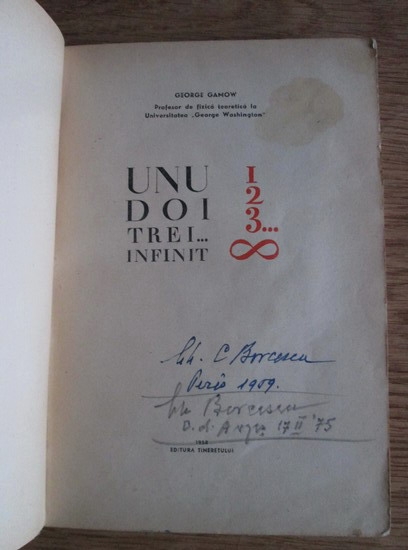 GEORGE GAMOW
Profesor de fizică teoretică la
Universitatea „George Washington"
UNU
DOI
TREI...
INFINIT
1
2
3...
∞
Gh. C Borcescu
Peris 1959.
Gh Borcescu
17 II '75
1958
EDITURA TINERETULUI